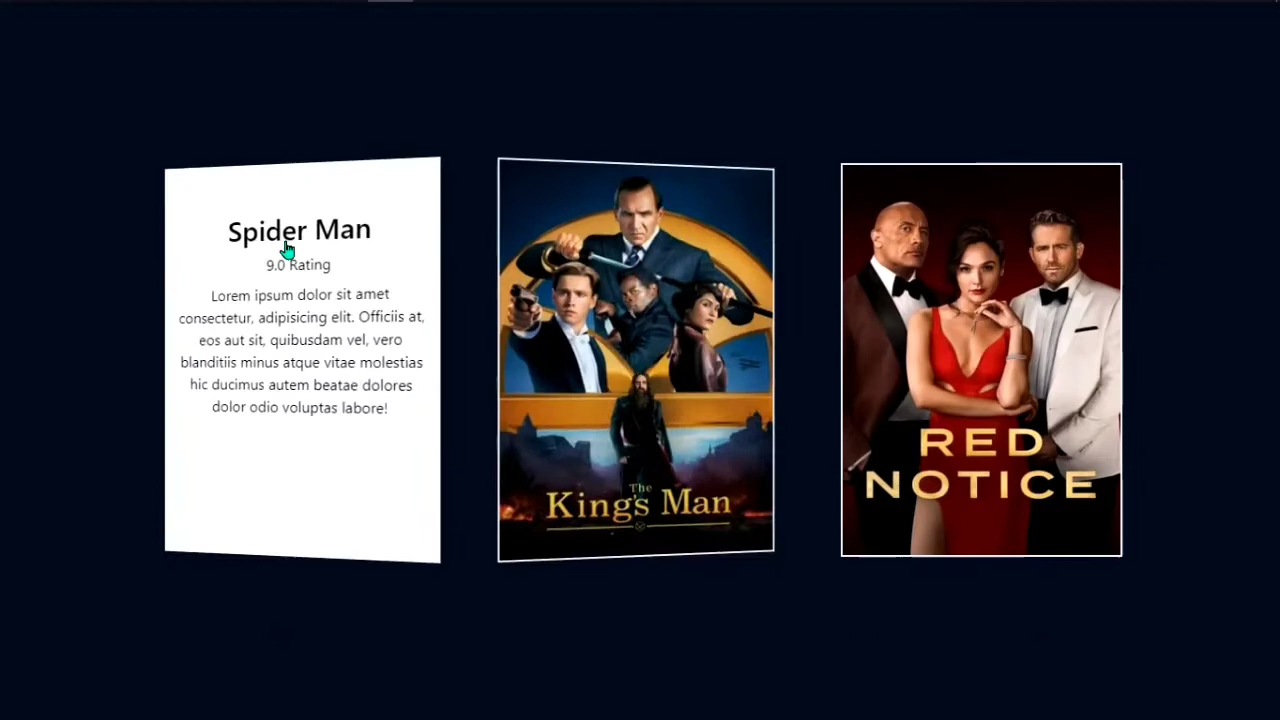 Spider Man
9.0 Rating
Lorem ipsum dolor sit amet
consectetur, adipisicing elit. Officiis at,
eos aut sit, quibusdam vel, vero
blanditiis minus atque vitae molestias
hic ducimus autem beatae dolores
dolor odio voluptas labore!
The
King's Man
RED
NOTICE